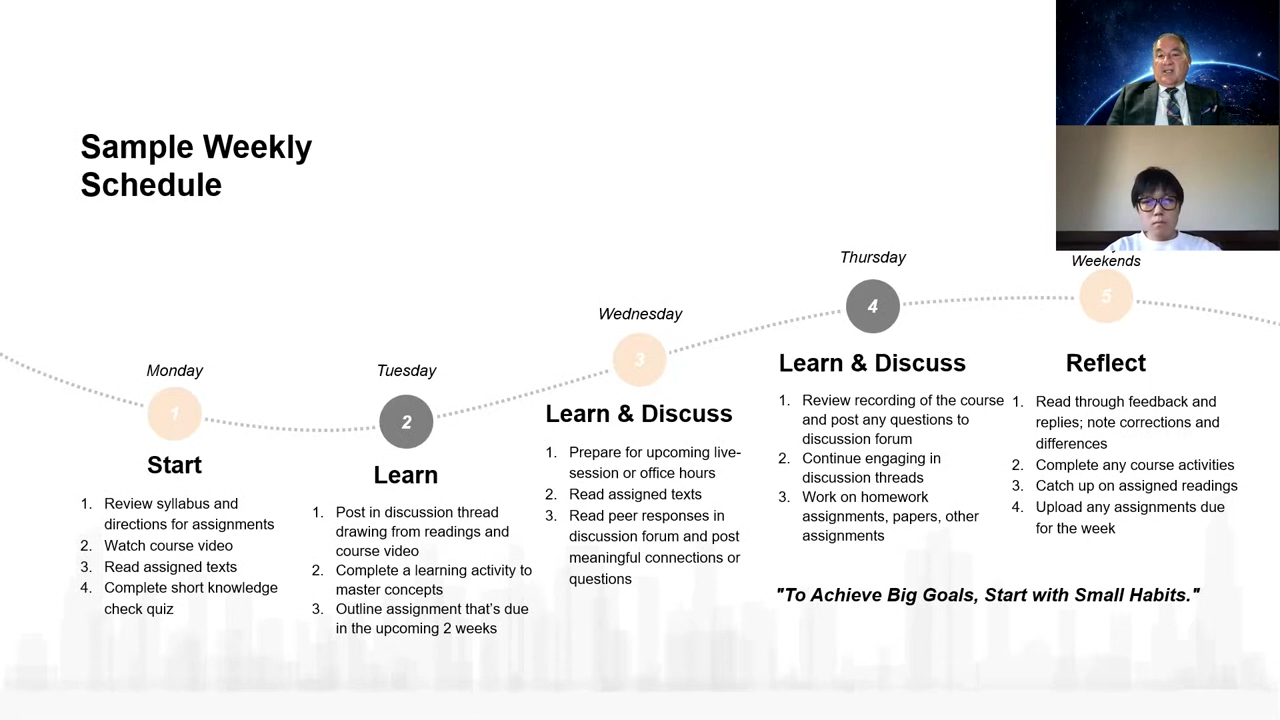 Sample Weekly
Schedule
Monday
1
Start
1. Review syllabus and
directions for assignments
2. Watch course video
3. Read assigned texts
4. Complete short knowledge
check quiz
Tuesday
2
Learn
1. Post in discussion thread
drawing from readings and
course video
2. Complete a learning activity to
master concepts
3. Outline assignment that's due
in the upcoming 2 weeks
Wednesday
3
Learn & Discuss
1. Prepare for upcoming live-
session or office hours
2. Read assigned texts
3. Read peer responses in
discussion forum and post
meaningful connections or
questions
Thursday
4
Learn & Discuss
1. Review recording of the course
and post any questions to
discussion forum
2. Continue engaging in
discussion threads
3. Work on homework
assignments, papers, other
assignments
Weekends
5
Reflect
1. Read through feedback and
replies; note corrections and
differences
2. Complete any course activities
3. Catch up on assigned readings
4. Upload any assignments due
for the week
"To Achieve Big Goals, Start with Small Habits."